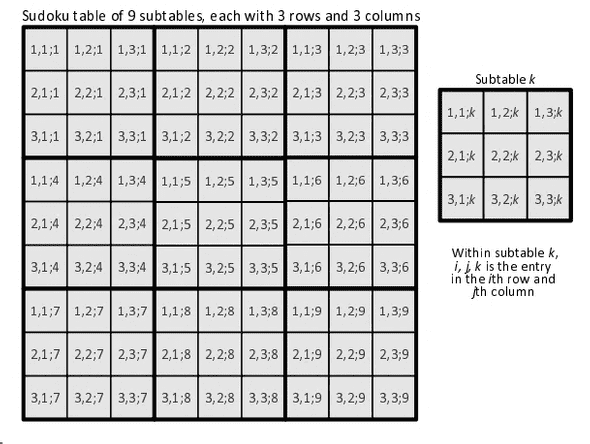 Sudoku table of 9 subtables, each with 3 rows and 3 columns
1,1;1 1,2;1 1,3;1 1,1;2 1,2;2 1,3;2 1,1;3 1,2;3 1,3;3
2,1;1 2,2;1 2,3;1 2,1;2 2,2;2 2,3;2 2,1;3 2,2;3 2,3;3
3,1;1 3,2;1 3,3;1 3,1;2 3,2;2 3,3;2 3,1;3 3,2;3 3,3;3
1,1;4 1,2;4 1,3;4 1,1;5 1,2;5 1,3;5 1,1;6 1,2;6 1,3;6
2,1;4 2,2;4 2,3;4 2,1;5 2,2;5 2,3;5 2,1;6 2,2;6 2,3;6
3,1;4 3,2;4 3,3;4 3,1;5 3,2;5 3,3;5 3,1;6 3,2;6 3,3;6
1,1;7 1,2;7 1,3;7 1,1;8 1,2;8 1,3;8 1,1;9 1,2;9 1,3;9
2,1;7 2,2;7 2,3;7 2,1;8 2,2;8 2,3;8 2,1;9 2,2;9 2,3;9
3,1;7 3,2;7 3,3;7 3,1;8 3,2;8 3,3;8 3,1;9 3,2;9 3,3;9
Subtable k
1,1;k 1,2;k 1,3;k
2,1;k 2,2;k 2,3;k
3,1;k 3,2;k 3,3;k
Within subtable k,
i, j, k is the entry
in the ith row and
jth column